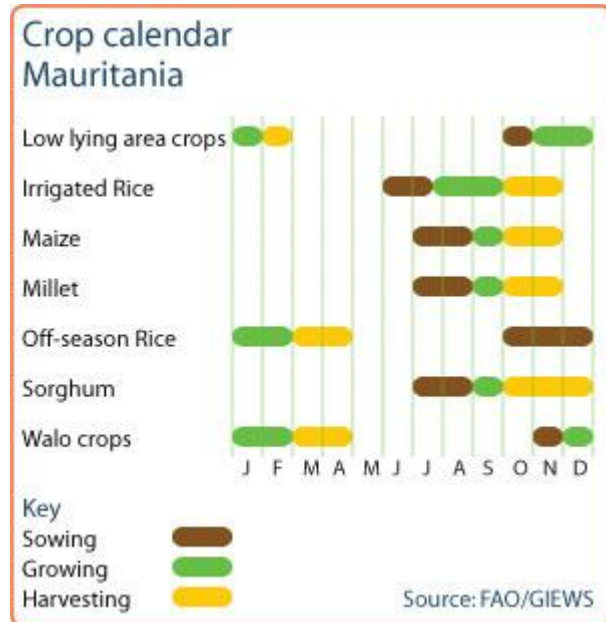 Crop calendar
Mauritania
Low lying area crops
Irrigated Rice
Maize
Millet
Off-season Rice
Sorghum
Walo crops
J F M A M J J A S O N D
Key
Sowing
Growing
Harvesting
Source: FAO/GIEWS